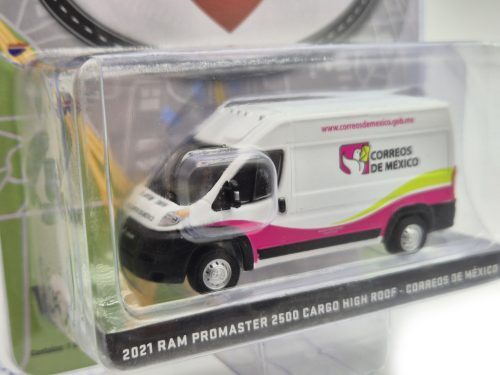 www.correosdemexico.gob.mx
CORREOS
DE MÉXICO
2021 RAM PROMASTER 2500 CARGO HIGH ROOF - CORREOS DE MÉXICO